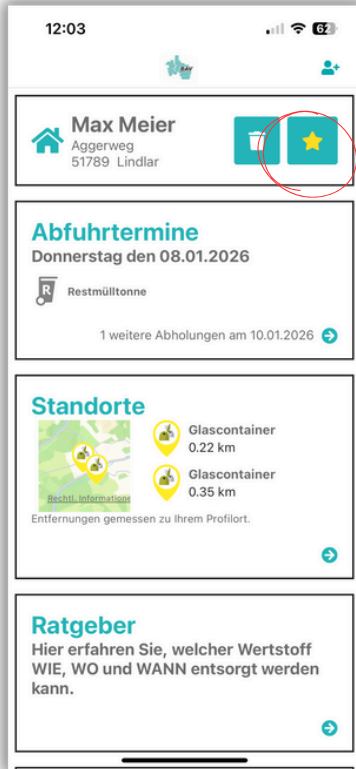 12:03
62
BAV
Max Meier
Aggerweg
51789 Lindlar
Abfuhrtermine
Donnerstag den 08.01.2026
R
Restmülltonne
1 weitere Abholungen am 10.01.2026
Standorte
Glascontainer
0.22 km
Glascontainer
0.35 km
Rechtl. Informatione
Entfernungen gemessen zu Ihrem Profilort.
Ratgeber
Hier erfahren Sie, welcher Wertstoff
WIE, WO und WANN entsorgt werden
kann.